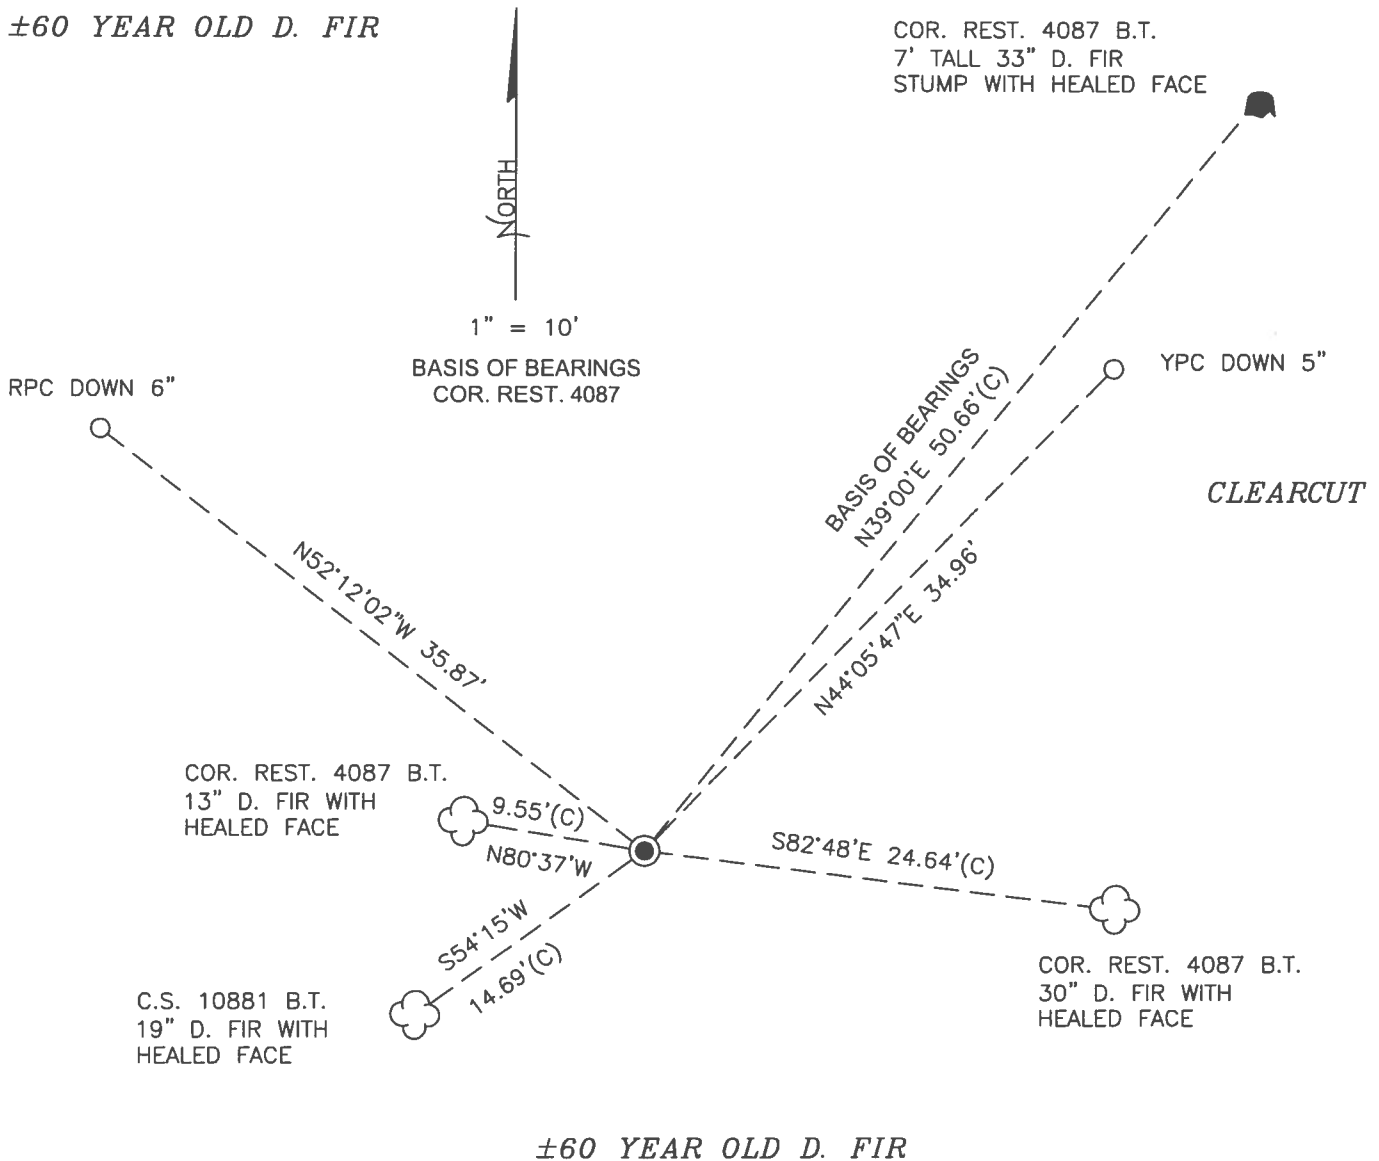 ±60 YEAR OLD D. FIR
COR. REST. 4087 B.T.
7' TALL 33" D. FIR
STUMP WITH HEALED FACE
NORTH
1" = 10'
BASIS OF BEARINGS
COR. REST. 4087
RPC DOWN 6"
YPC DOWN 5"
BASIS OF BEARINGS
N39°00'E 50.66'(C)
CLEARCUT
N44°05'47"E 34.96'
N52°12'02"W 35.87'
COR. REST. 4087 B.T.
13" D. FIR WITH
HEALED FACE
9.55'(C)
N80°37'W
S82°48'E 24.64'(C)
S54°15'W
14.69'(C)
C.S. 10881 B.T.
19" D. FIR WITH
HEALED FACE
COR. REST. 4087 B.T.
30" D. FIR WITH
HEALED FACE
±60 YEAR OLD D. FIR